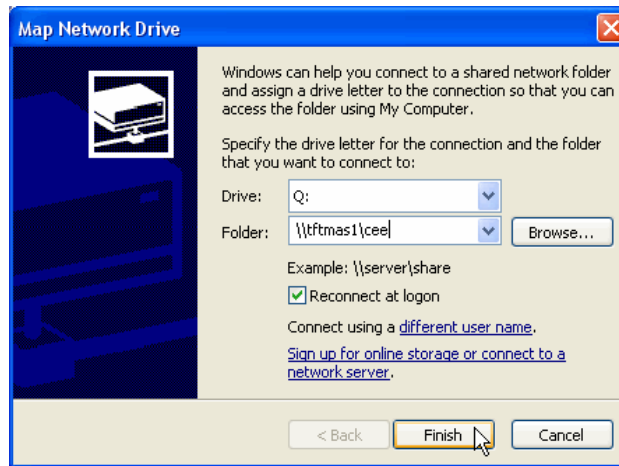 Map Network Drive
Windows can help you connect to a shared network folder
and assign a drive letter to the connection so that you can
access the folder using My Computer.
Specify the drive letter for the connection and the folder
that you want to connect to:
Drive: Q:
Folder: \\tftmas1\cee Browse...
Example: \\server\share
Reconnect at logon
Connect using a different user name.
Sign up for online storage or connect to a
network server.
< Back Finish Cancel